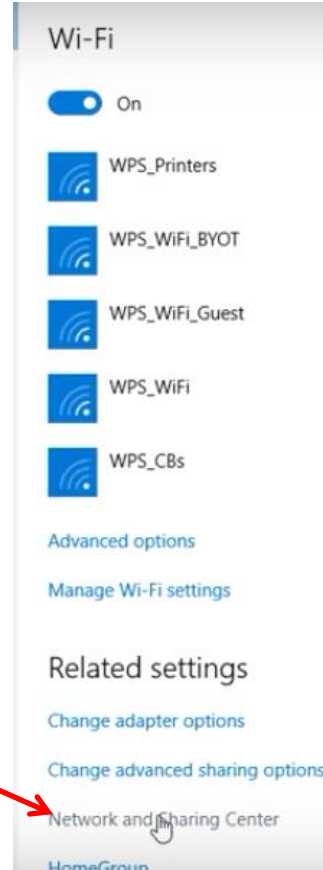 Wi-Fi
On
WPS_Printers
WPS_WiFi_BYOT
WPS_WiFi_Guest
WPS_WiFi
WPS_CBs
Advanced options
Manage Wi-Fi settings
Related settings
Change adapter options
Change advanced sharing options
Network and Sharing Center
HomeGroup